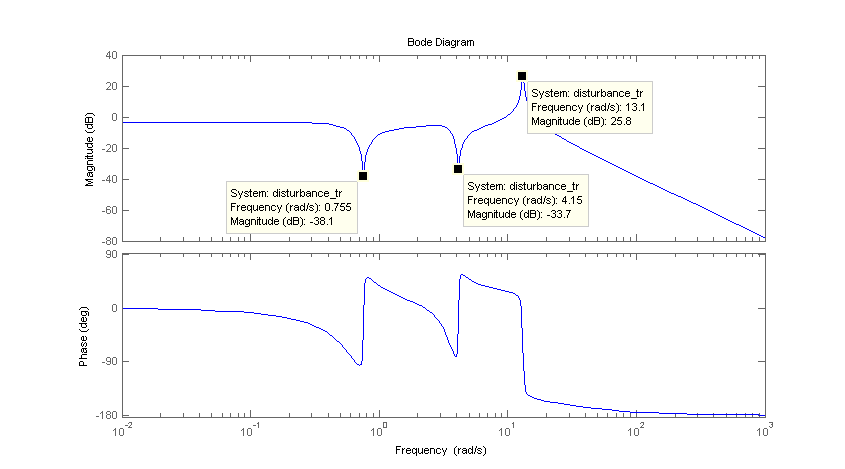 Bode Diagram
Magnitude (dB)
40
20
0
-20
-40
-60
-80
System: disturbance_tr
Frequency (rad/s): 13.1
Magnitude (dB): 25.8
System: disturbance_tr
Frequency (rad/s): 0.755
Magnitude (dB): -38.1
System: disturbance_tr
Frequency (rad/s): 4.15
Magnitude (dB): -33.7
Phase (deg)
90
0
-90
-180
10^-2 10^-1 10^0 10^1 10^2 10^3
Frequency (rad/s)